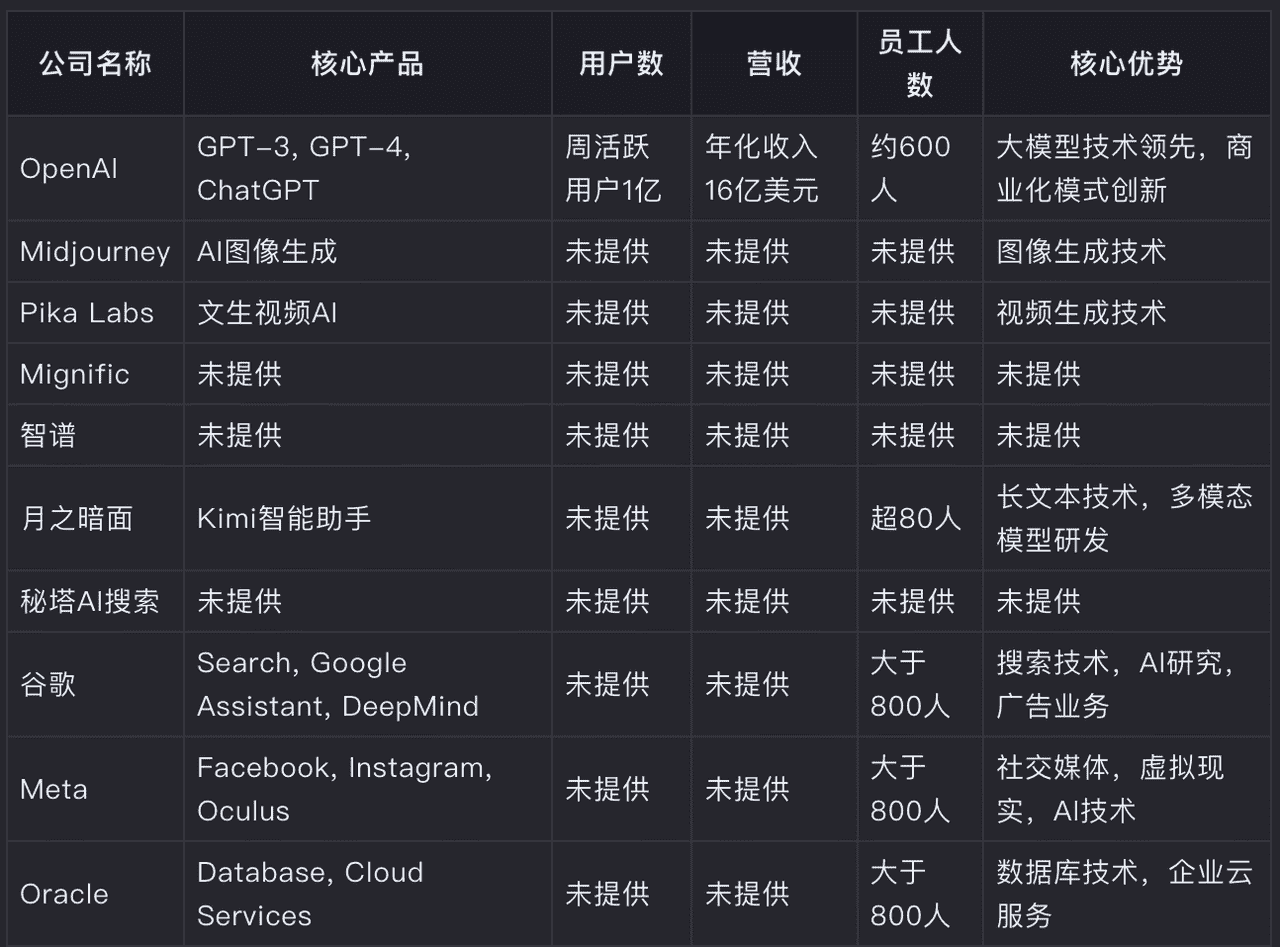 公司名称 核心产品 用户数 营收 员工人数 核心优势
OpenAI GPT-3, GPT-4, ChatGPT 周活跃用户1亿 年化收入16亿美元 约600人 大模型技术领先，商业化模式创新
Midjourney AI图像生成 未提供 未提供 未提供 图像生成技术
Pika Labs 文生视频AI 未提供 未提供 未提供 视频生成技术
Mignific 未提供 未提供 未提供 未提供 未提供
智谱 未提供 未提供 未提供 未提供 未提供
月之暗面 Kimi智能助手 未提供 未提供 超80人 长文本技术，多模态模型研发
秘塔AI搜索 未提供 未提供 未提供 未提供 未提供
谷歌 Search, Google Assistant, DeepMind 未提供 未提供 大于800人 搜索技术，AI研究，广告业务
Meta Facebook, Instagram, Oculus 未提供 未提供 大于800人 社交媒体，虚拟现实，AI技术
Oracle Database, Cloud Services 未提供 未提供 大于800人 数据库技术，企业云服务